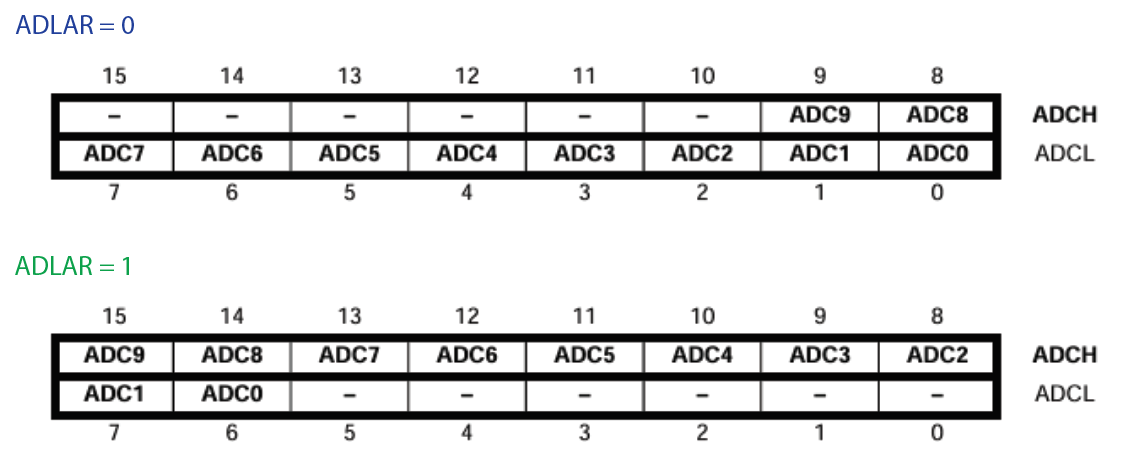 ADLAR = 0
15 14 13 12 11 10 9 8
– – – – – – ADC9 ADC8 ADCH
ADC7 ADC6 ADC5 ADC4 ADC3 ADC2 ADC1 ADC0 ADCL
7 6 5 4 3 2 1 0
ADLAR = 1
15 14 13 12 11 10 9 8
ADC9 ADC8 ADC7 ADC6 ADC5 ADC4 ADC3 ADC2 ADCH
ADC1 ADC0 – – – – – – ADCL
7 6 5 4 3 2 1 0